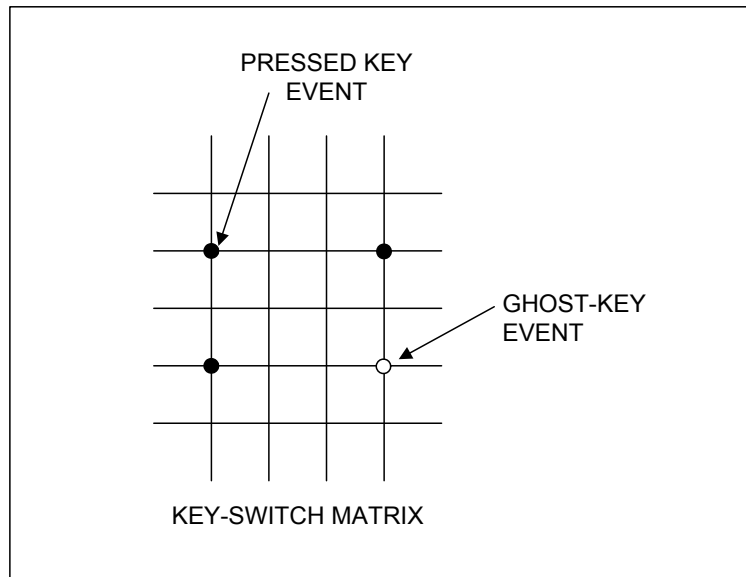 PRESSED KEY
EVENT
GHOST-KEY
EVENT
KEY-SWITCH MATRIX